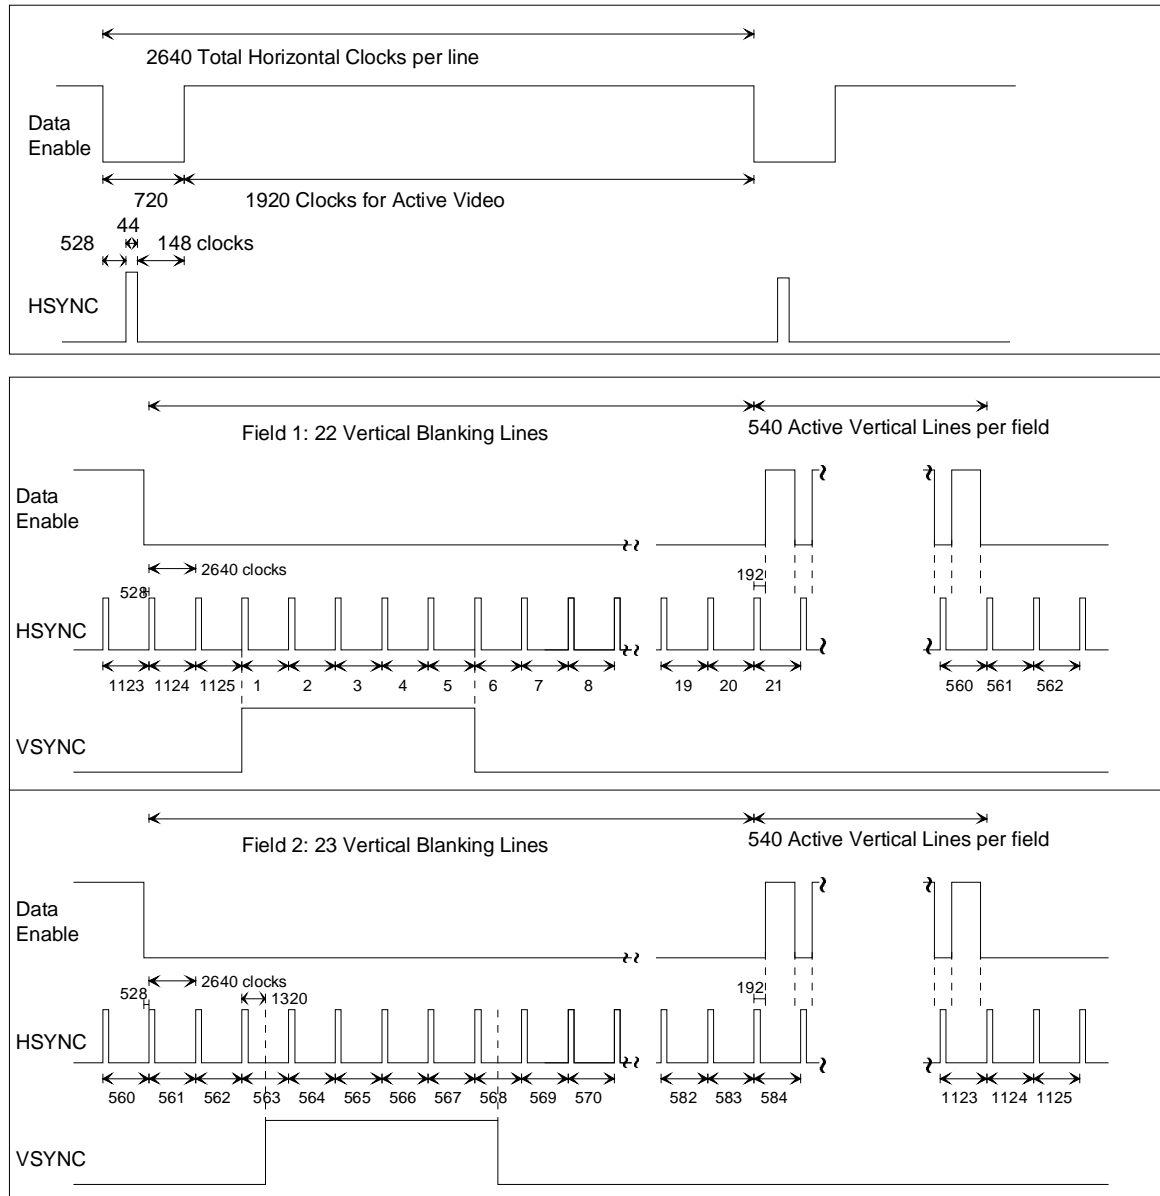 2640 Total Horizontal Clocks per line
Data
Enable
720
1920 Clocks for Active Video
44
528
148 clocks
HSYNC
Field 1: 22 Vertical Blanking Lines
540 Active Vertical Lines per field
Data
Enable
2640 clocks
528
192
HSYNC
1123 1124 1125 1 2 3 4 5 6 7 8 19 20 21 560 561 562
VSYNC
Field 2: 23 Vertical Blanking Lines
540 Active Vertical Lines per field
Data
Enable
2640 clocks
528
1320
192
HSYNC
560 561 562 563 564 565 566 567 568 569 570 582 583 584 1123 1124 1125
VSYNC